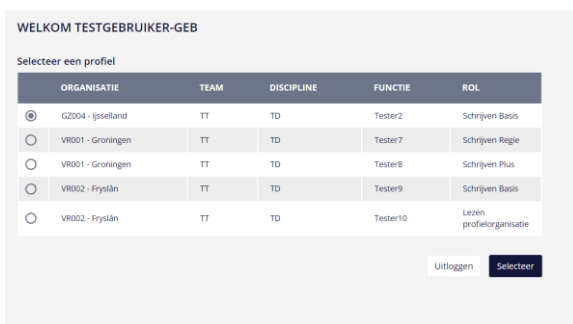 WELKOM TESTGEBRUIKER-GEB
Selecteer een profiel
ORGANISATIE TEAM DISCIPLINE FUNCTIE ROL
GZ004 - Ijsselland TT TD Tester2 Schrijven Basis
VR001 - Groningen TT TD Tester7 Schrijven Regie
VR001 - Groningen TT TD Tester8 Schrijven Plus
VR002 - Fryslân TT TD Tester9 Schrijven Basis
VR002 - Fryslân TT TD Tester10 Lezen
profielorganisatie
Uitloggen Selecteer